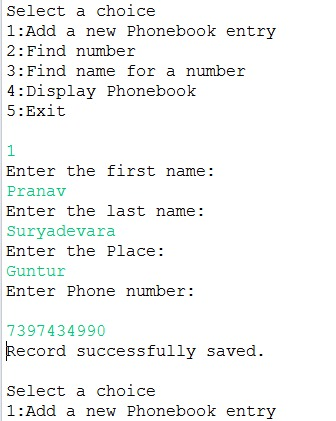 Select a choice
1:Add a new Phonebook entry
2:Find number
3:Find name for a number
4:Display Phonebook
5:Exit
1
Enter the first name:
Pranav
Enter the last name:
Suryadevara
Enter the Place:
Guntur
Enter Phone number:
7397434990
Record successfully saved.
Select a choice
1:Add a new Phonebook entry